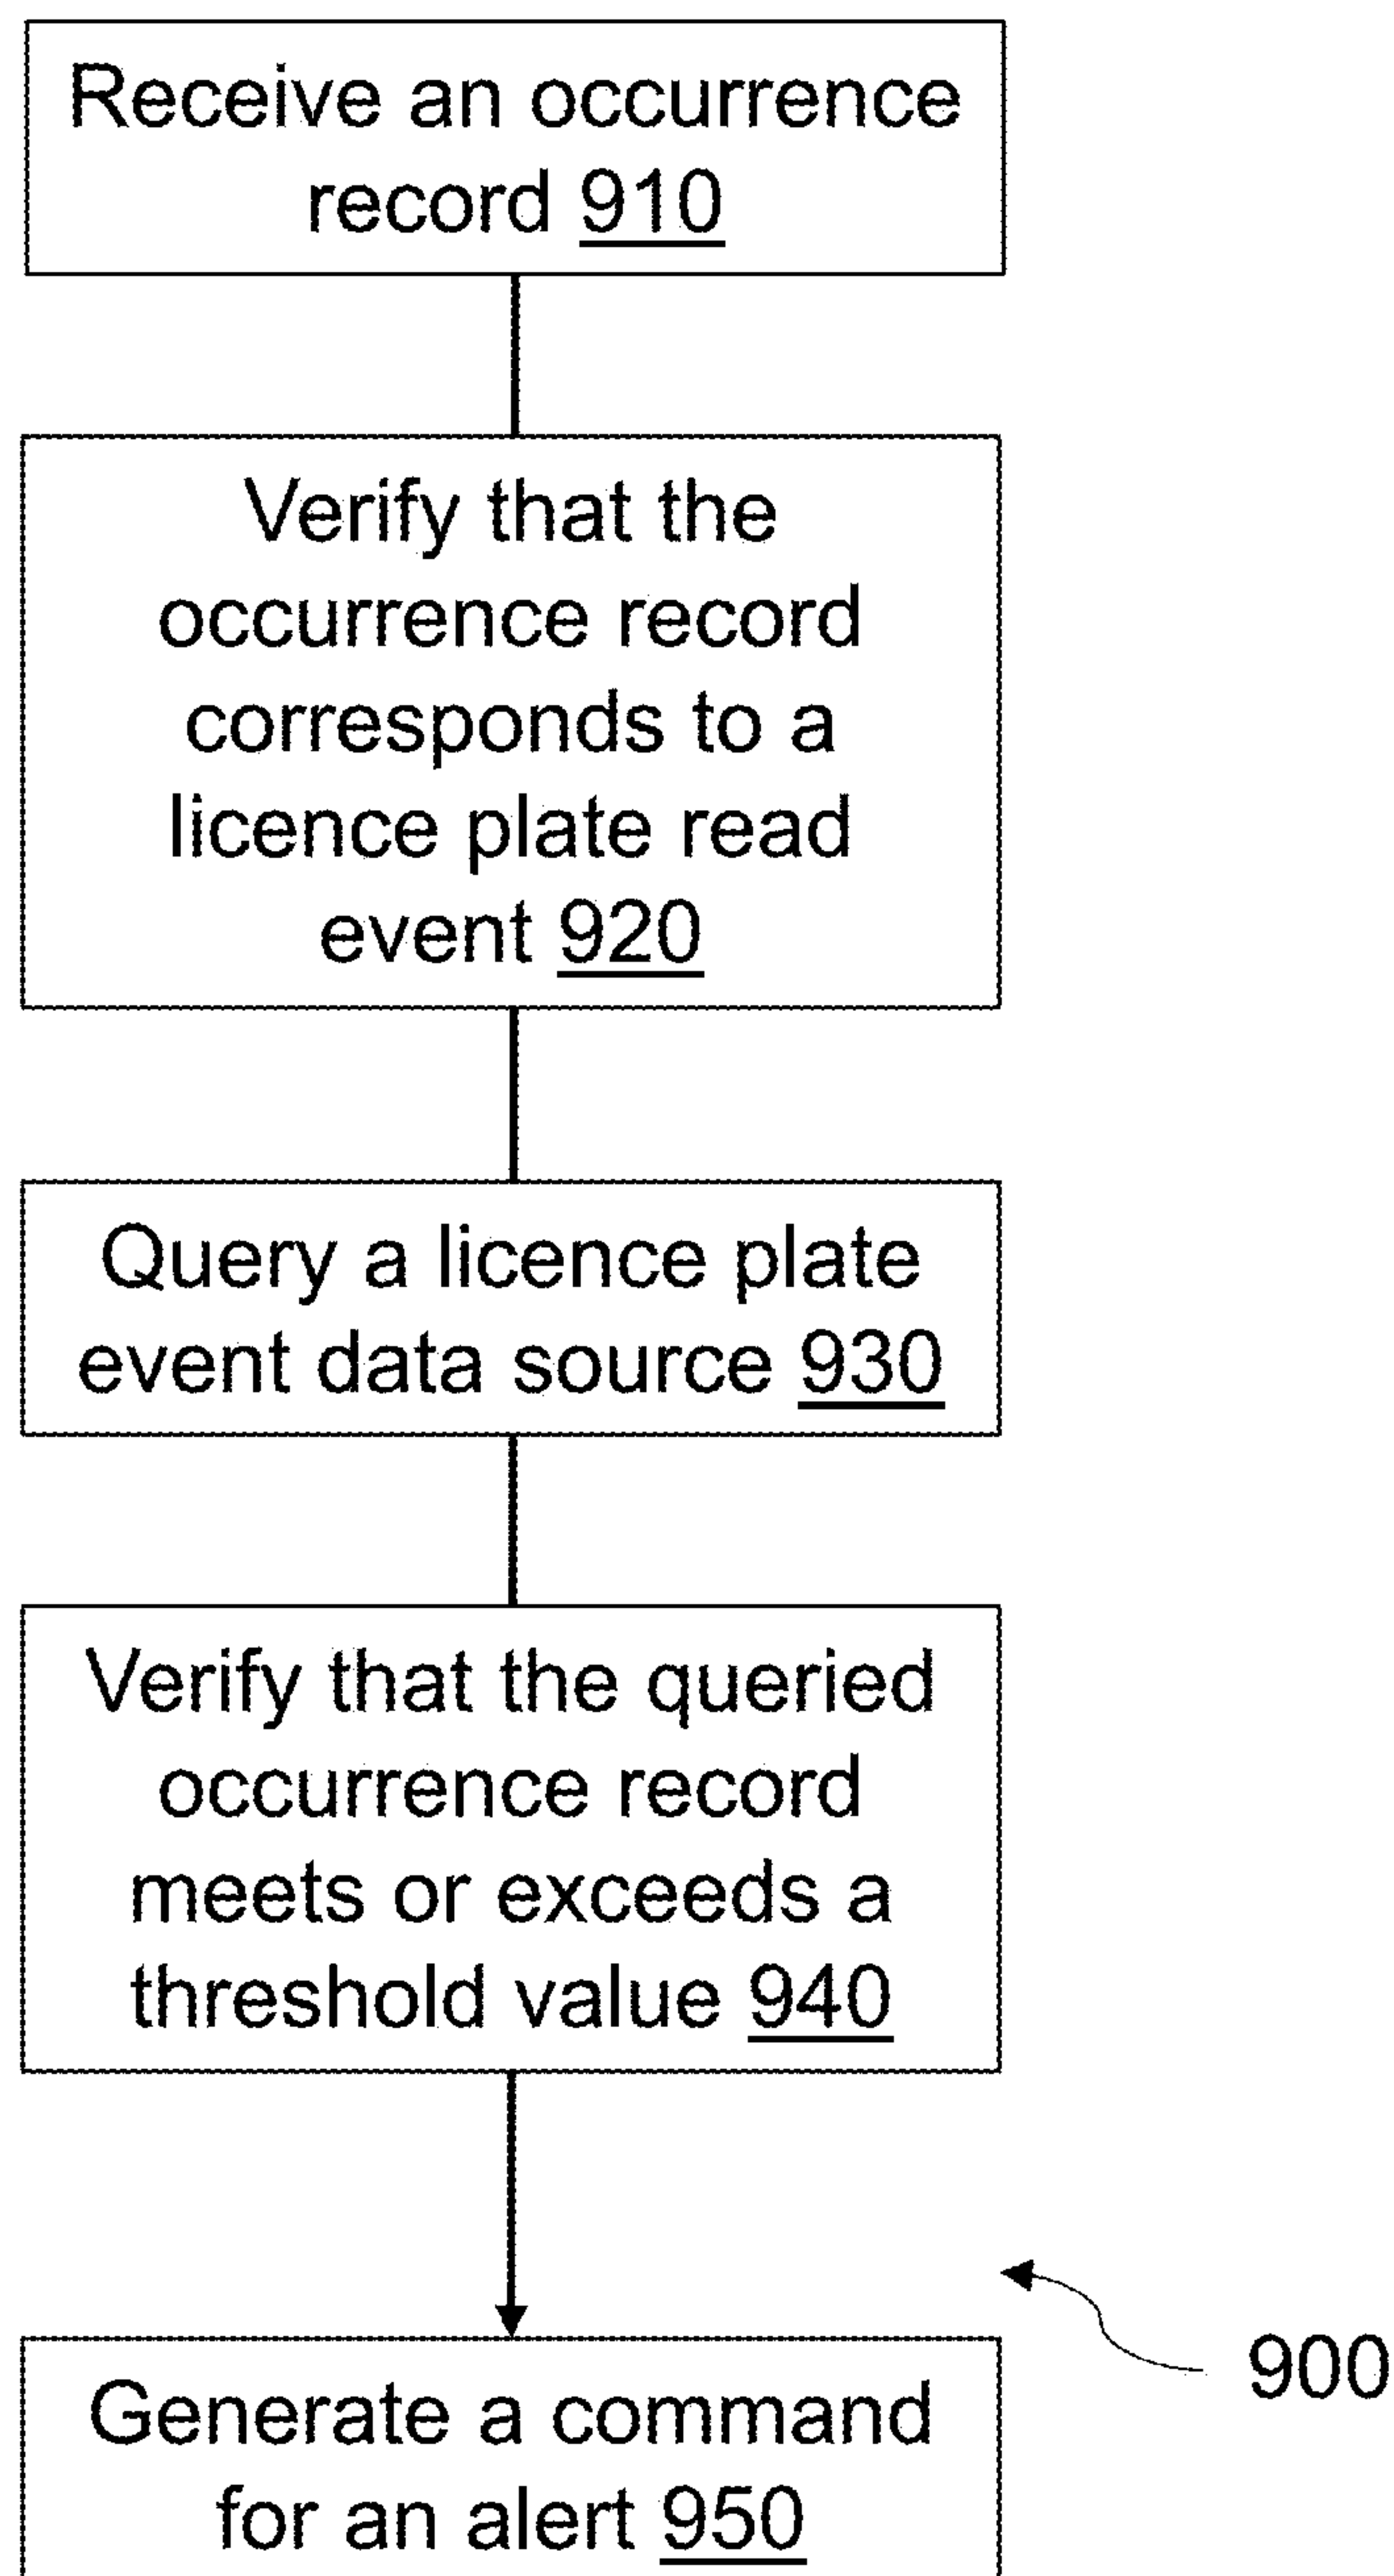 Receive an occurrence
record 910
Verify that the
occurrence record
corresponds to a
licence plate read
event 920
Query a licence plate
event data source 930
Verify that the queried
occurrence record
meets or exceeds a
threshold value 940
900
Generate a command
for an alert 950